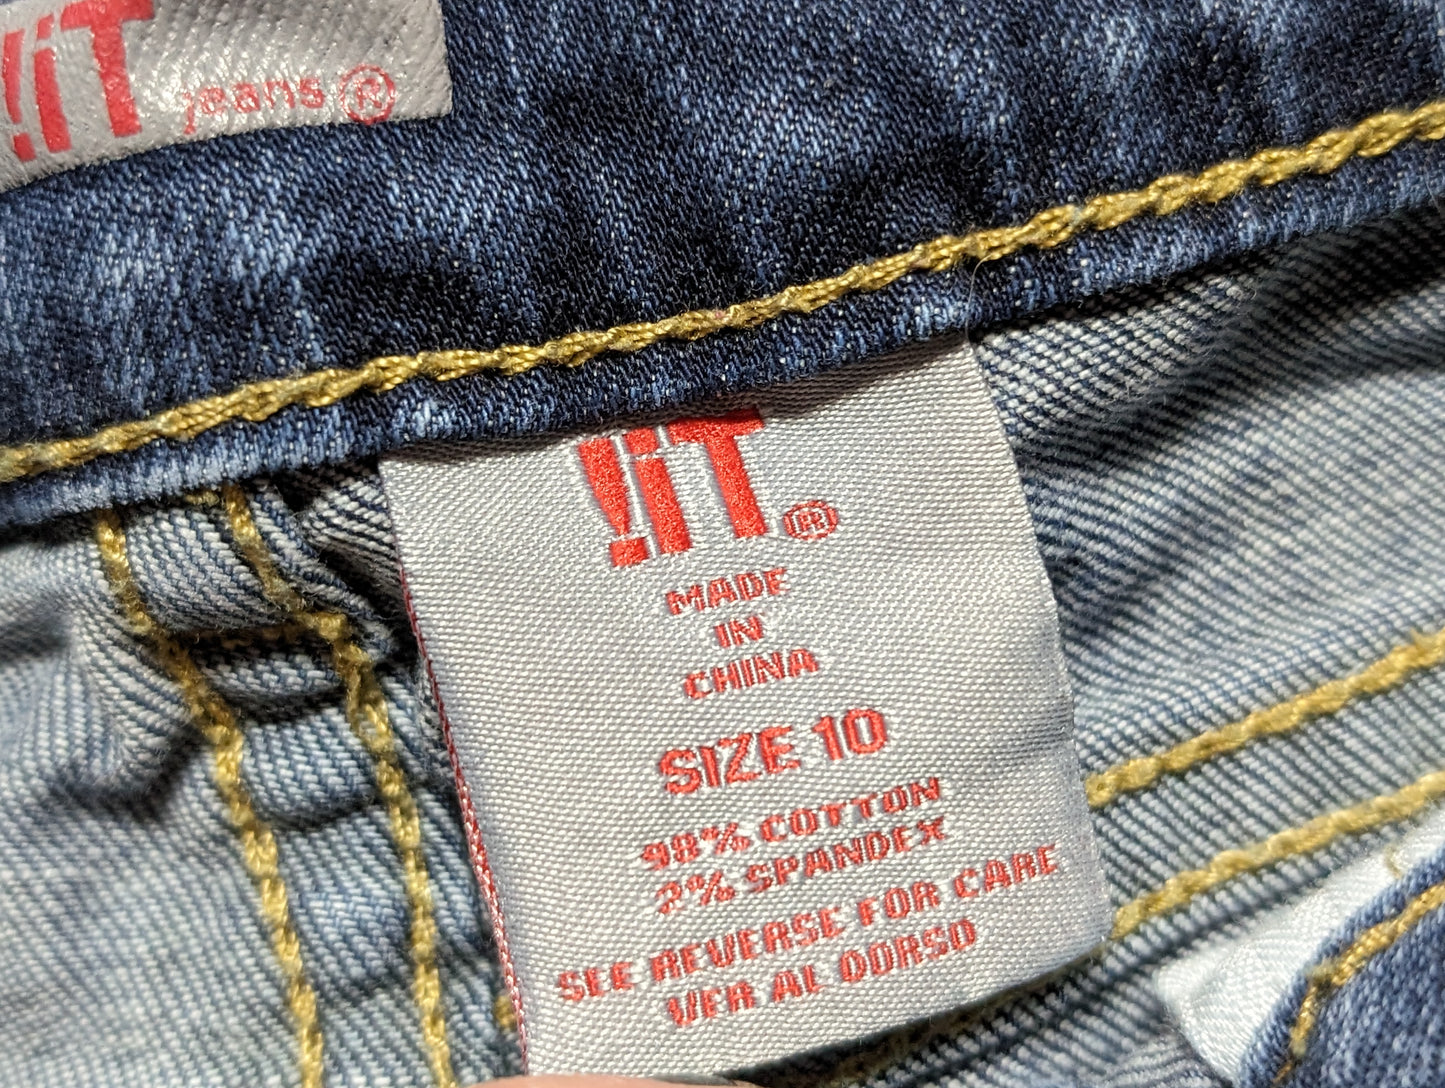 !iT jeans®
!iT®
MADE
IN
CHINA
SIZE 10
98% COTTON
2% SPANDEX
SEE REVERSE FOR CARE
VER AL DORSO